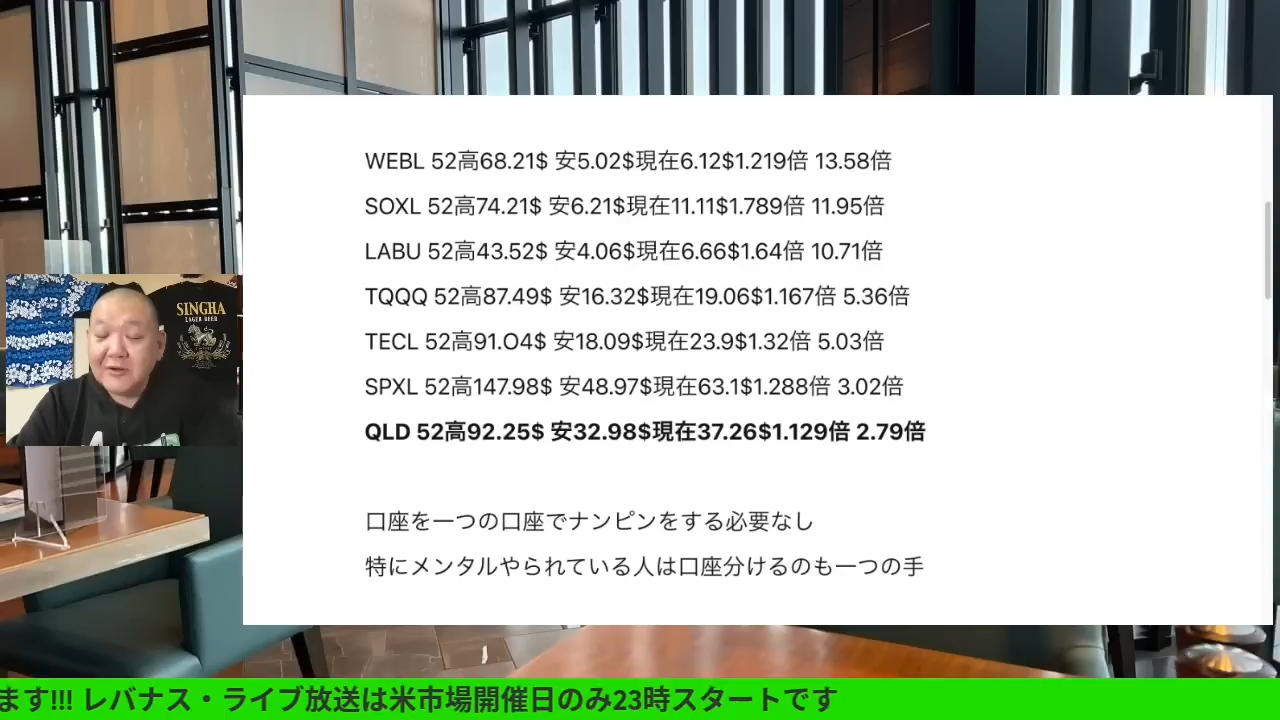 WEBL 52高68.21$ 安5.02$現在6.12$1.219倍 13.58倍
SOXL 52高74.21$ 安6.21$現在11.11$1.789倍 11.95倍
LABU 52高43.52$ 安4.06$現在6.66$1.64倍 10.71倍
TQQQ 52高87.49$ 安16.32$現在19.06$1.167倍 5.36倍
TECL 52高91.O4$ 安18.09$現在23.9$1.32倍 5.03倍
SPXL 52高147.98$ 安48.97$現在63.1$1.288倍 3.02倍
QLD 52高92.25$ 安32.98$現在37.26$1.129倍 2.79倍
口座を一つの口座でナンピンをする必要なし
特にメンタルやられている人は口座分けるのも一つの手
SINGHA
LAGER BEER
ます!!! レバナス・ライブ放送は米市場開催日のみ23時スタートです